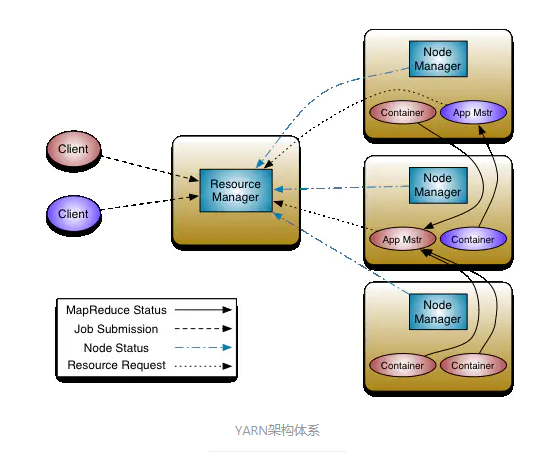 Node
Manager
Container
App Mstr
Client
Resource
Manager
Client
Node
Manager
App Mstr
Container
Node
Manager
Container
Container
MapReduce Status
Job Submission
Node Status
Resource Request
YARN架构体系